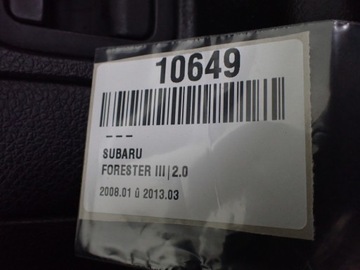 10649
– – –
SUBARU
FORESTER III | 2.0
2008.01 ü 2013.03